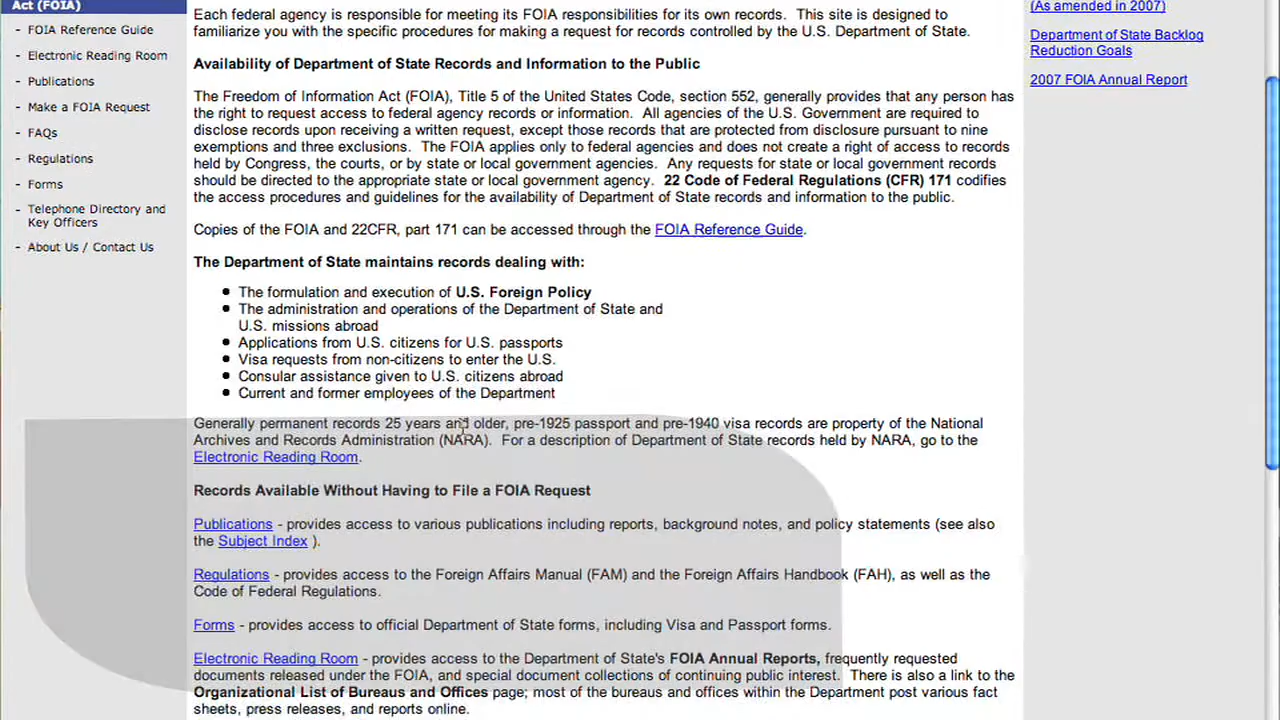 Act (FOIA)
- FOIA Reference Guide
- Electronic Reading Room
- Publications
- Make a FOIA Request
- FAQs
- Regulations
- Forms
- Telephone Directory and
Key Officers
- About Us / Contact Us
Each federal agency is responsible for meeting its FOIA responsibilities for its own records. This site is designed to
familiarize you with the specific procedures for making a request for records controlled by the U.S. Department of State.
Availability of Department of State Records and Information to the Public
The Freedom of Information Act (FOIA), Title 5 of the United States Code, section 552, generally provides that any person has
the right to request access to federal agency records or information. All agencies of the U.S. Government are required to
disclose records upon receiving a written request, except those records that are protected from disclosure pursuant to nine
exemptions and three exclusions. The FOIA applies only to federal agencies and does not create a right of access to records
held by Congress, the courts, or by state or local government agencies. Any requests for state or local government records
should be directed to the appropriate state or local government agency. 22 Code of Federal Regulations (CFR) 171 codifies
the access procedures and guidelines for the availability of Department of State records and information to the public.
Copies of the FOIA and 22CFR, part 171 can be accessed through the FOIA Reference Guide.
The Department of State maintains records dealing with:
● The formulation and execution of U.S. Foreign Policy
● The administration and operations of the Department of State and
U.S. missions abroad
● Applications from U.S. citizens for U.S. passports
● Visa requests from non-citizens to enter the U.S.
● Consular assistance given to U.S. citizens abroad
● Current and former employees of the Department
Generally permanent records 25 years and older, pre-1925 passport and pre-1940 visa records are property of the National
Archives and Records Administration (NARA). For a description of Department of State records held by NARA, go to the
Electronic Reading Room.
Records Available Without Having to File a FOIA Request
Publications - provides access to various publications including reports, background notes, and policy statements (see also
the Subject Index ).
Regulations - provides access to the Foreign Affairs Manual (FAM) and the Foreign Affairs Handbook (FAH), as well as the
Code of Federal Regulations.
Forms - provides access to official Department of State forms, including Visa and Passport forms.
Electronic Reading Room - provides access to the Department of State's FOIA Annual Reports, frequently requested
documents released under the FOIA, and special document collections of continuing public interest. There is also a link to the
Organizational List of Bureaus and Offices page; most of the bureaus and offices within the Department post various fact
sheets, press releases, and reports online.
(As amended in 2007)
Department of State Backlog
Reduction Goals
2007 FOIA Annual Report